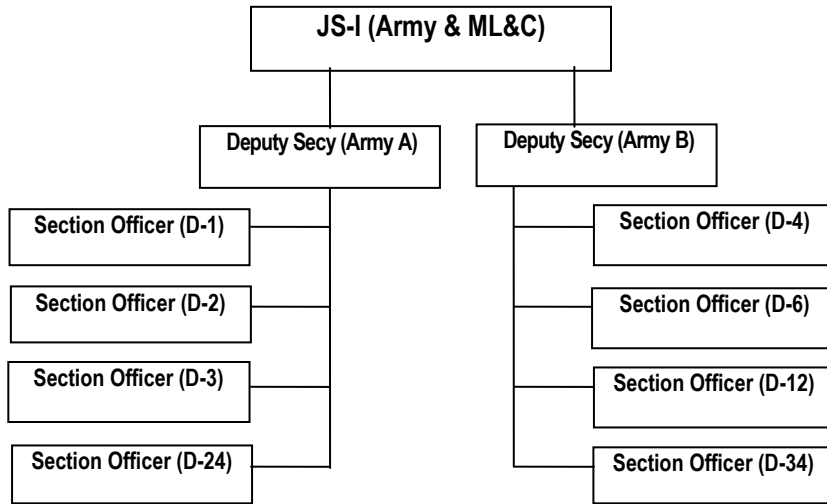 JS-I (Army & ML&C)
Deputy Secy (Army A)
Deputy Secy (Army B)
Section Officer (D-1)
Section Officer (D-4)
Section Officer (D-2)
Section Officer (D-6)
Section Officer (D-3)
Section Officer (D-12)
Section Officer (D-24)
Section Officer (D-34)